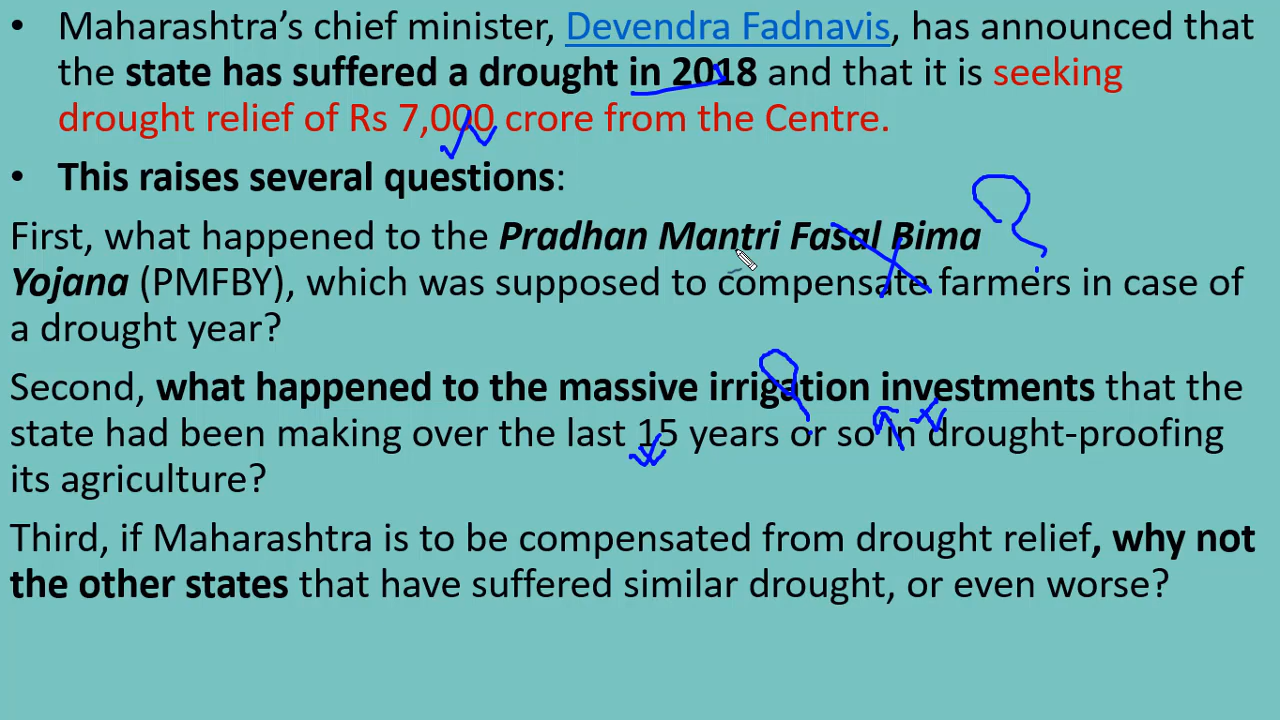 • Maharashtra’s chief minister, Devendra Fadnavis, has announced that
the state has suffered a drought in 2018 and that it is seeking
drought relief of Rs 7,000 crore from the Centre.
• This raises several questions:
First, what happened to the Pradhan Mantri Fasal Bima
Yojana (PMFBY), which was supposed to compensate farmers in case of
a drought year?
Second, what happened to the massive irrigation investments that the
state had been making over the last 15 years or so in drought-proofing
its agriculture?
Third, if Maharashtra is to be compensated from drought relief, why not
the other states that have suffered similar drought, or even worse?